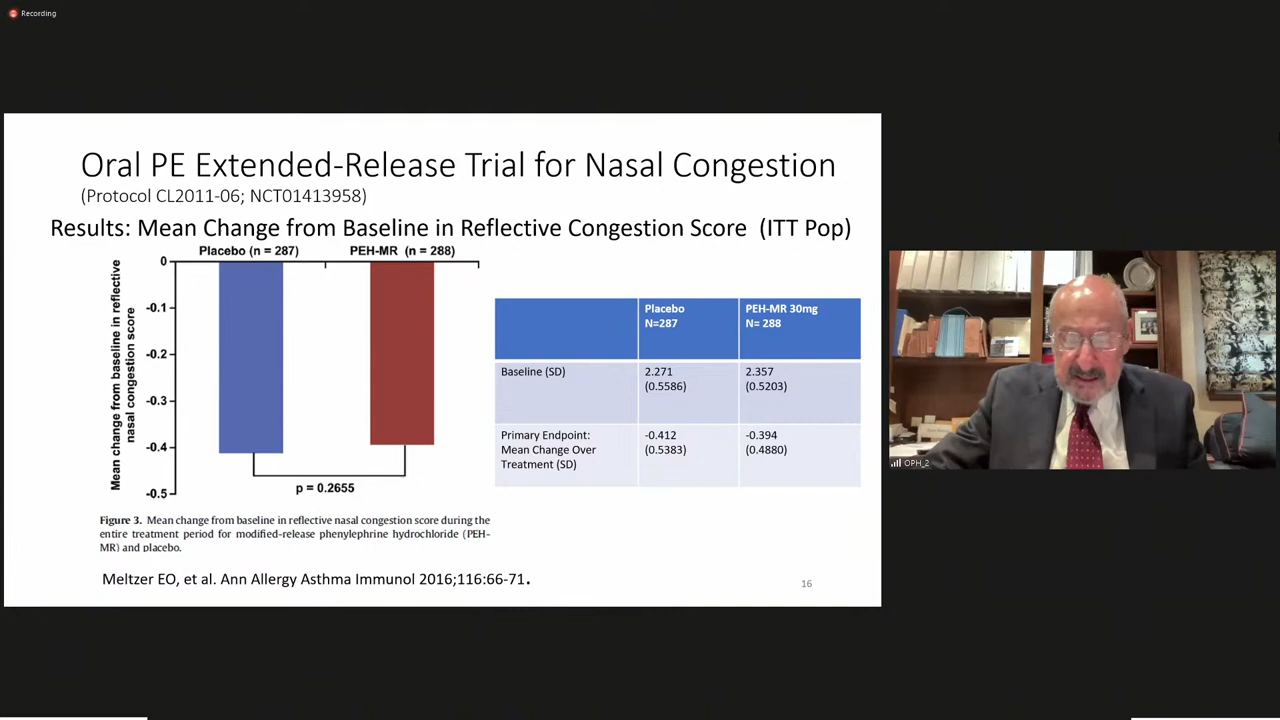 Recording
Oral PE Extended-Release Trial for Nasal Congestion
(Protocol CL2011-06; NCT01413958)
Results: Mean Change from Baseline in Reflective Congestion Score (ITT Pop)
Placebo (n = 287)
PEH-MR (n = 288)
Mean change from baseline in reflective
nasal congestion score
0
-0.1
-0.2
-0.3
-0.4
-0.5
p = 0.2655
Placebo
N=287
PEH-MR 30mg
N= 288
Baseline (SD)
2.271
(0.5586)
2.357
(0.5203)
Primary Endpoint:
Mean Change Over
Treatment (SD)
-0.412
(0.5383)
-0.394
(0.4880)
Figure 3. Mean change from baseline in reflective nasal congestion score during the
entire treatment period for modified-release phenylephrine hydrochloride (PEH-
MR) and placebo.
Meltzer EO, et al. Ann Allergy Asthma Immunol 2016;116:66-71.
16
OPH_2